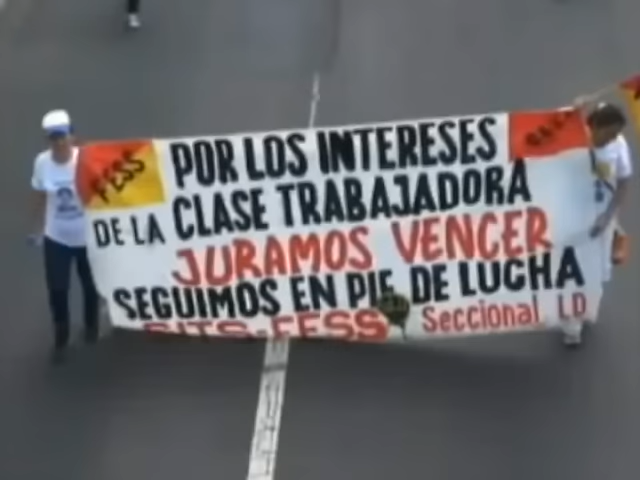 FESS
POR LOS INTERESES
DE LA CLASE TRABAJADORA
JURAMOS VENCER
SEGUIMOS EN PIE DE LUCHA
SITS-FESS Seccional LD